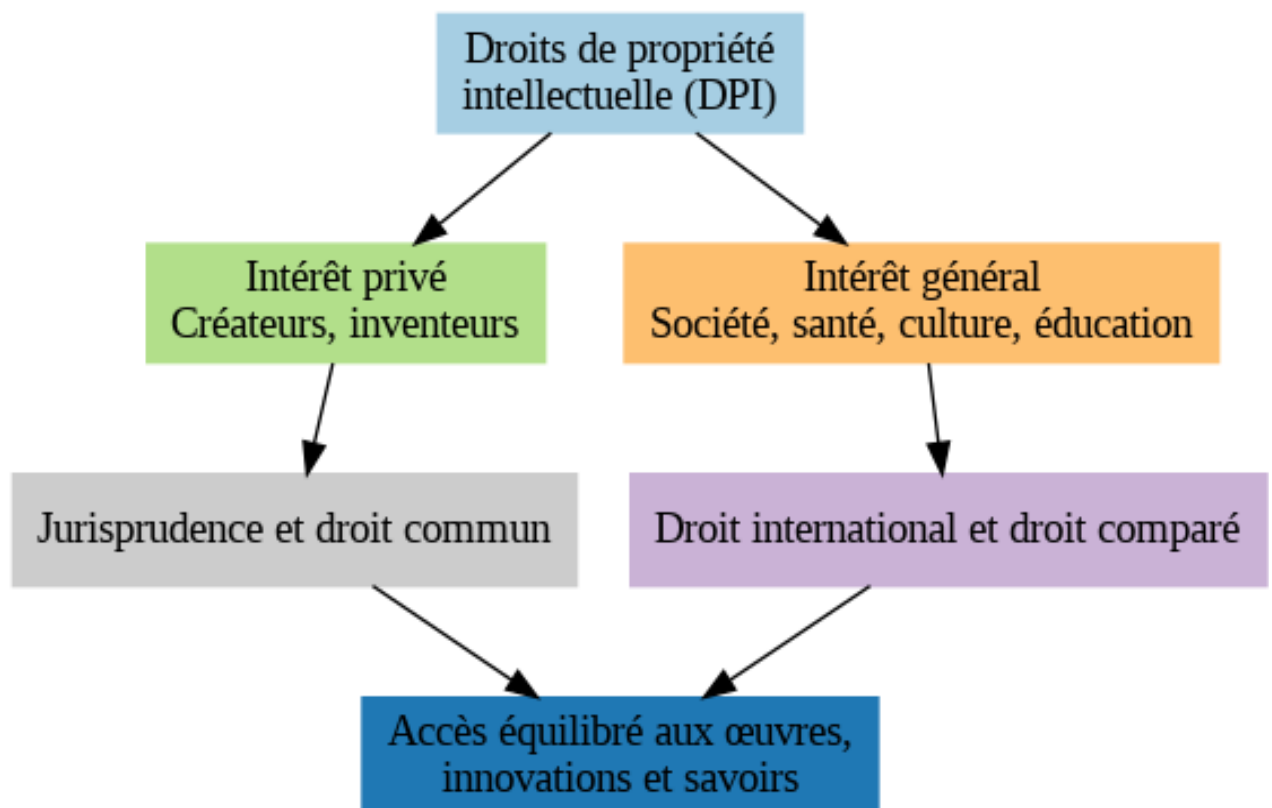 Droits de propriété
intellectuelle (DPI)
Intérêt privé
Créateurs, inventeurs
Intérêt général
Société, santé, culture, éducation
Jurisprudence et droit commun
Droit international et droit comparé
Accès équilibré aux œuvres,
innovations et savoirs